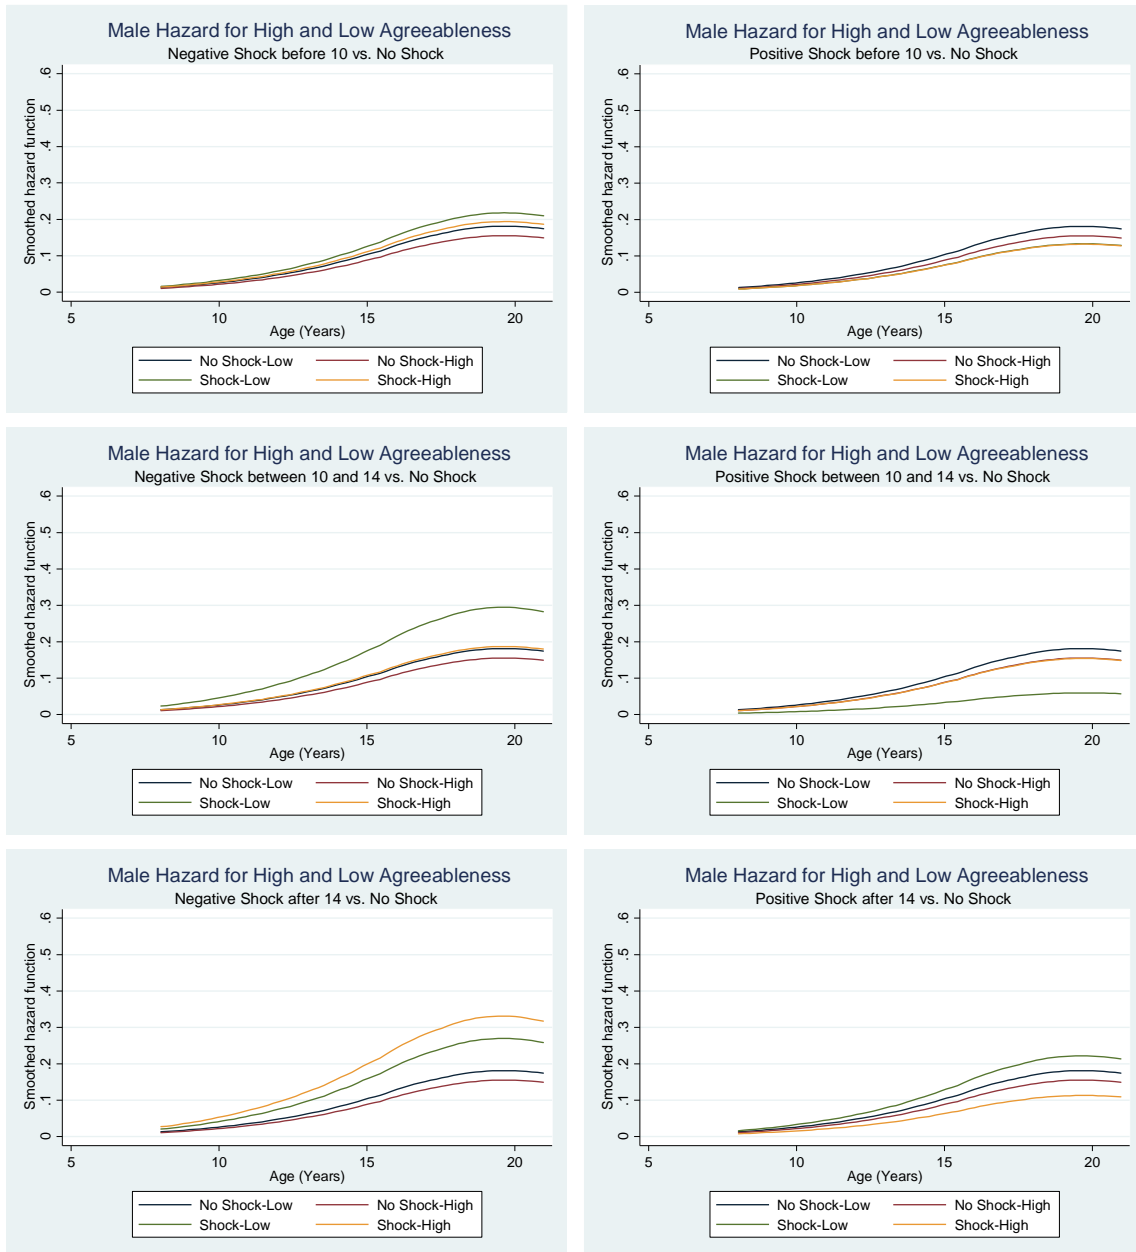 Male Hazard for High and Low Agreeableness
Negative Shock before 10 vs. No Shock
Smoothed hazard function
.6
.5
.4
.3
.2
.1
0
5 10 15 20
Age (Years)
No Shock-Low No Shock-High
Shock-Low Shock-High
Male Hazard for High and Low Agreeableness
Positive Shock before 10 vs. No Shock
Smoothed hazard function
.6
.5
.4
.3
.2
.1
0
5 10 15 20
Age (Years)
No Shock-Low No Shock-High
Shock-Low Shock-High
Male Hazard for High and Low Agreeableness
Negative Shock between 10 and 14 vs. No Shock
Smoothed hazard function
.6
.5
.4
.3
.2
.1
0
5 10 15 20
Age (Years)
No Shock-Low No Shock-High
Shock-Low Shock-High
Male Hazard for High and Low Agreeableness
Positive Shock between 10 and 14 vs. No Shock
Smoothed hazard function
.6
.5
.4
.3
.2
.1
0
5 10 15 20
Age (Years)
No Shock-Low No Shock-High
Shock-Low Shock-High
Male Hazard for High and Low Agreeableness
Negative Shock after 14 vs. No Shock
Smoothed hazard function
.6
.5
.4
.3
.2
.1
0
5 10 15 20
Age (Years)
No Shock-Low No Shock-High
Shock-Low Shock-High
Male Hazard for High and Low Agreeableness
Positive Shock after 14 vs. No Shock
Smoothed hazard function
.6
.5
.4
.3
.2
.1
0
5 10 15 20
Age (Years)
No Shock-Low No Shock-High
Shock-Low Shock-High